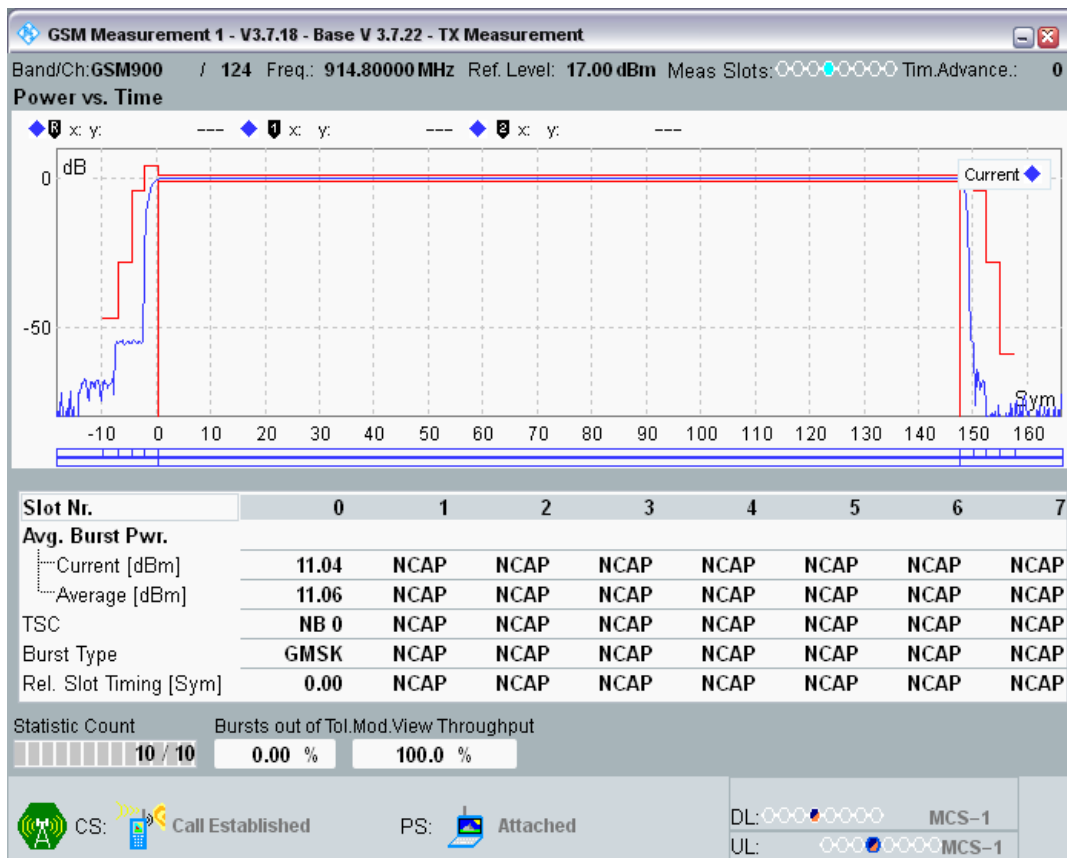 GSM Measurement 1 - V3.7.18 - Base V 3.7.22 - TX Measurement
Band/Ch:GSM900 / 124 Freq.: 914.80000 MHz Ref. Level: 17.00 dBm Meas Slots: Tim.Advance.: 0
Power vs. Time
R x: y: --- 1 x: y: --- 2 x: y: ---
dB
Current
0
-50
Sym
-10 0 10 20 30 40 50 60 70 80 90 100 110 120 130 140 150 160
Slot Nr. 0 1 2 3 4 5 6 7
Avg. Burst Pwr.
Current [dBm] 11.04 NCAP NCAP NCAP NCAP NCAP NCAP NCAP
Average [dBm] 11.06 NCAP NCAP NCAP NCAP NCAP NCAP NCAP
TSC NB 0 NCAP NCAP NCAP NCAP NCAP NCAP NCAP
Burst Type GMSK NCAP NCAP NCAP NCAP NCAP NCAP NCAP
Rel. Slot Timing [Sym] 0.00 NCAP NCAP NCAP NCAP NCAP NCAP NCAP
Statistic Count Bursts out of Tol. Mod.View Throughput
10 / 10 0.00 % 100.0 %
CS: Call Established PS: Attached
DL: MCS-1
UL: MCS-1